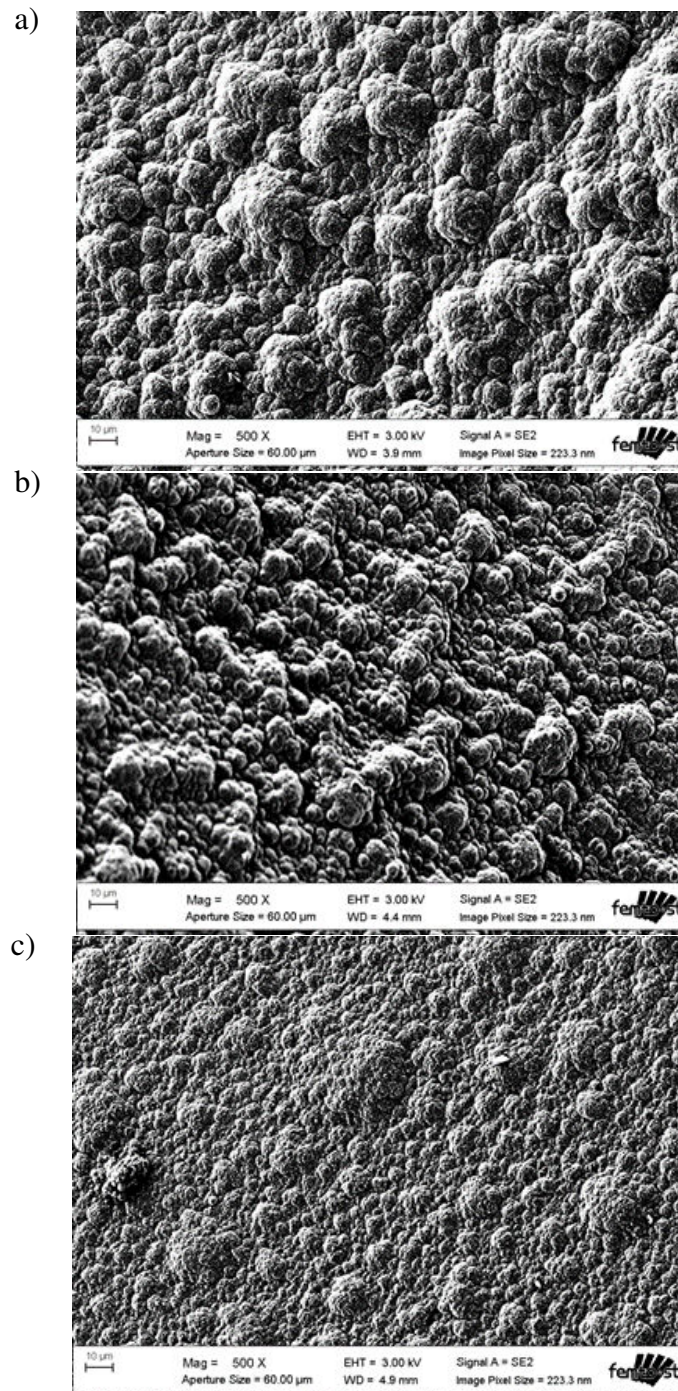 a)
10 µm
Mag = 500 X
EHT = 3.00 kV
Signal A = SE2
Aperture Size = 60.00 µm
WD = 3.9 mm
Image Pixel Size = 223.3 nm
b)
10 µm
Mag = 500 X
EHT = 3.00 kV
Signal A = SE2
Aperture Size = 60.00 µm
WD = 4.4 mm
Image Pixel Size = 223.3 nm
c)
10 µm
Mag = 500 X
EHT = 3.00 kV
Signal A = SE2
Aperture Size = 60.00 µm
WD = 4.9 mm
Image Pixel Size = 223.3 nm